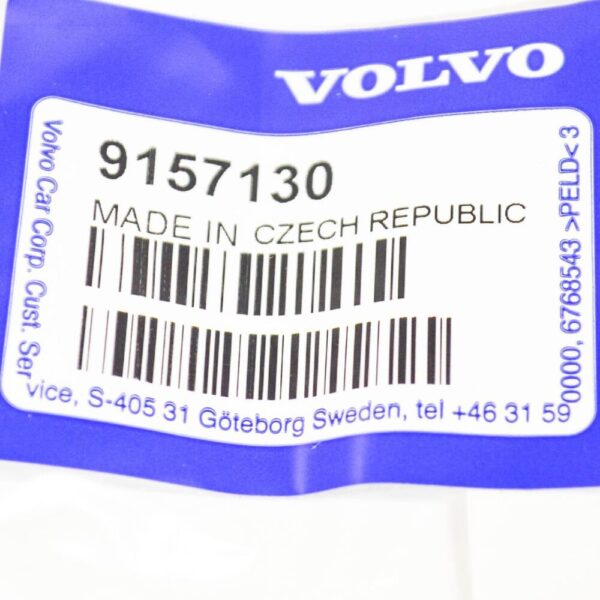 VOLVO
9157130
MADE IN CZECH REPUBLIC
Volvo Car Corp. Cust. Service, S-405 31 Göteborg Sweden, tel +46 31 590000, 6768543 >PELD< 3